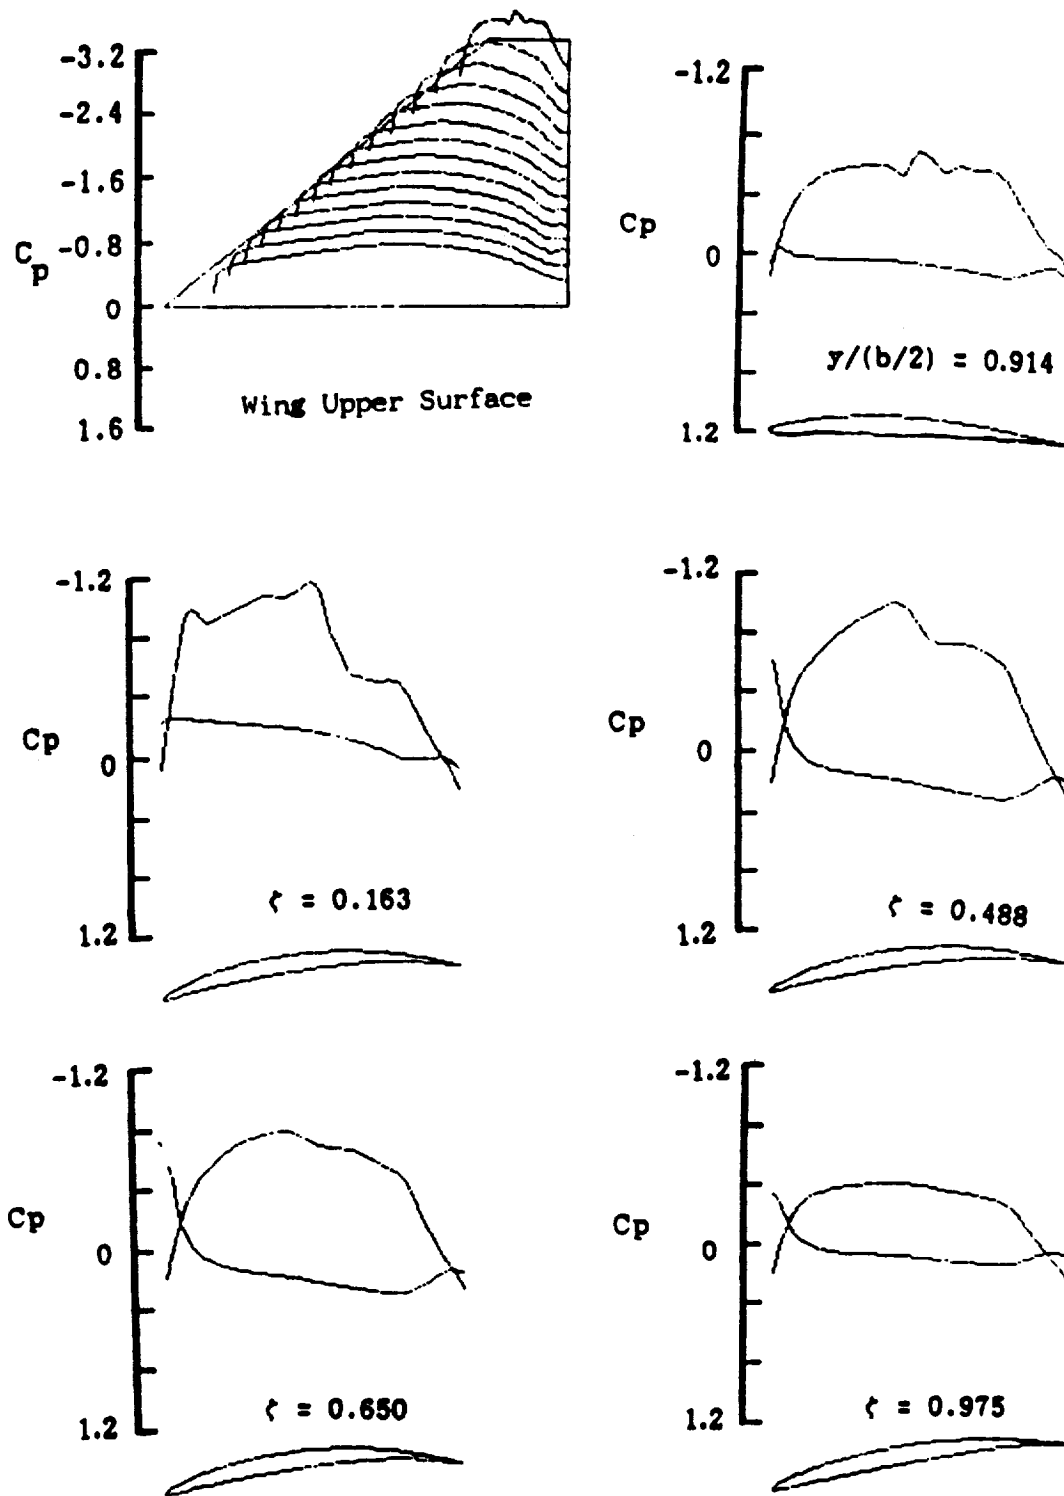 -3.2
-2.4
-1.6
Cp -0.8
0
0.8
1.6
Wing Upper Surface
-1.2
Cp
0
y/(b/2) = 0.914
1.2
-1.2
Cp
0
ζ = 0.163
1.2
-1.2
Cp
0
ζ = 0.488
1.2
-1.2
Cp
0
ζ = 0.650
1.2
-1.2
Cp
0
ζ = 0.975
1.2